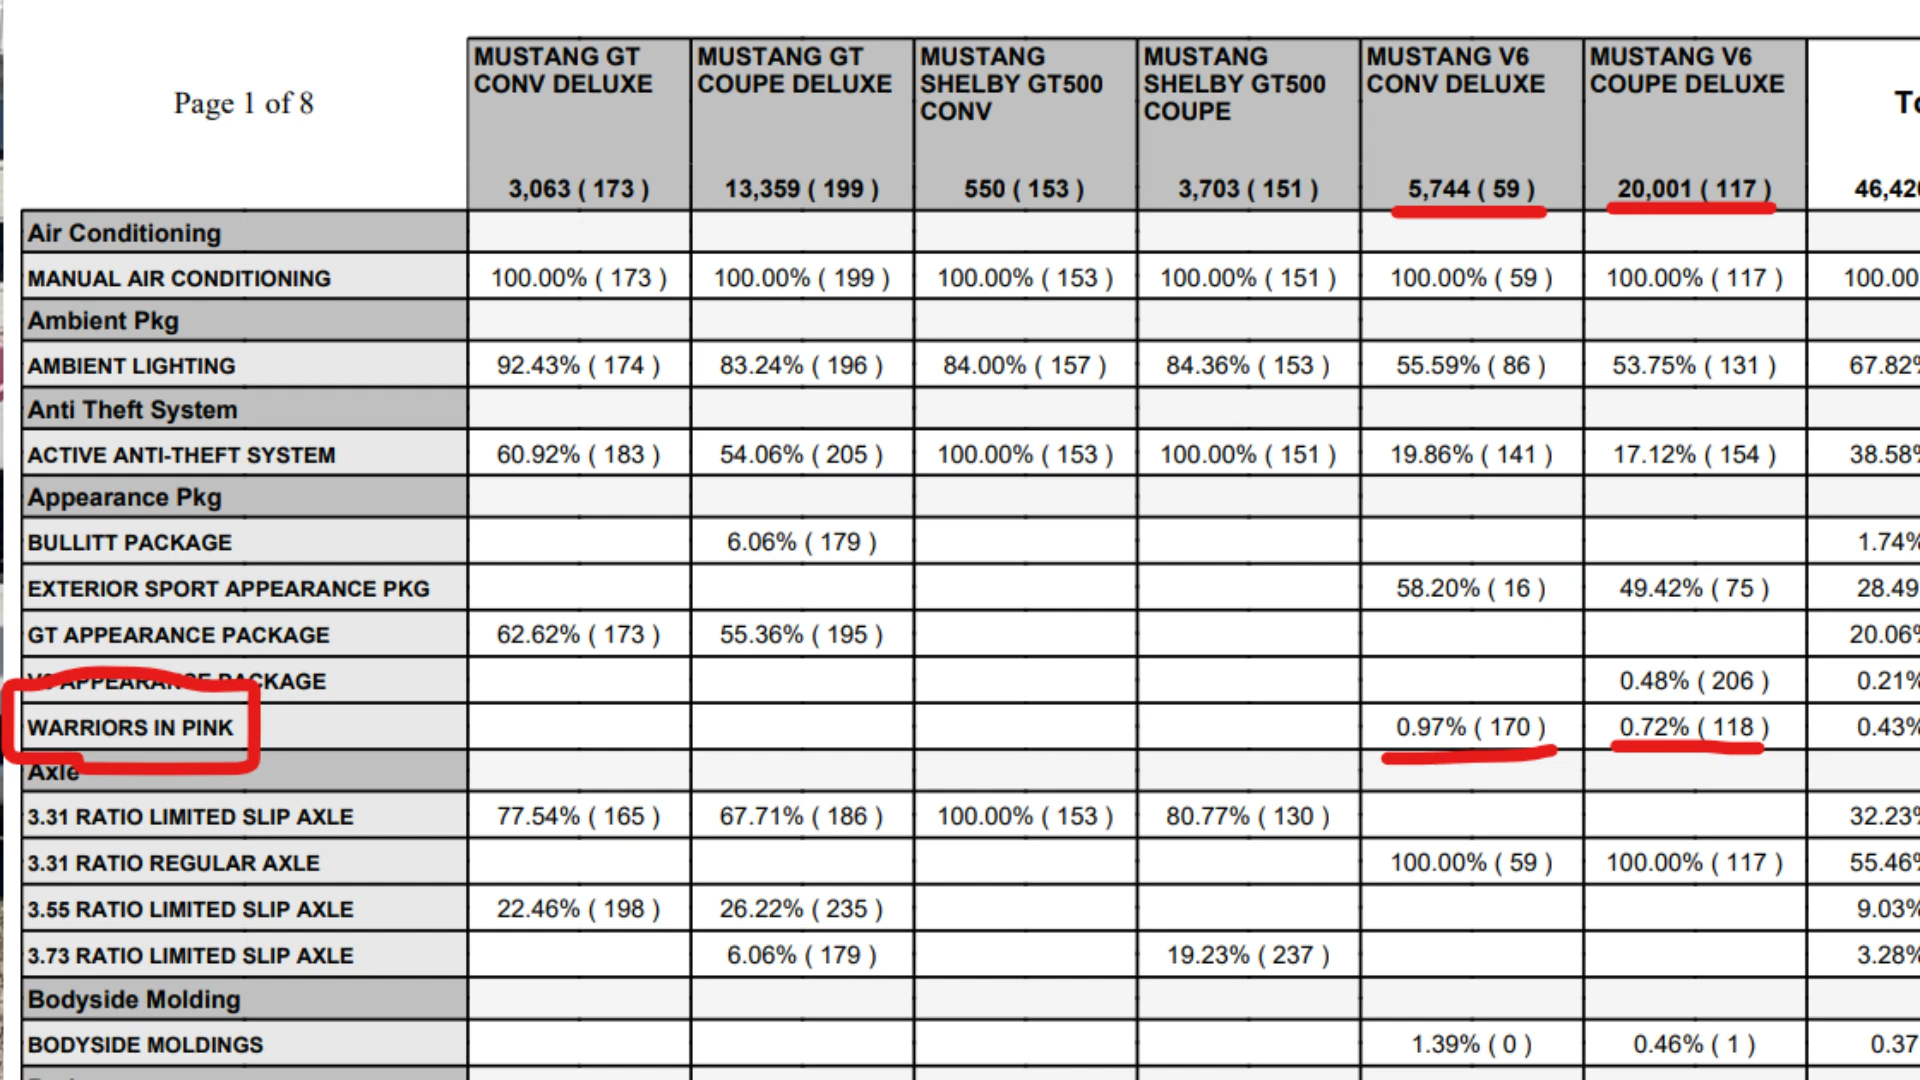 Page 1 of 8
MUSTANG GT CONV DELUXE
3,063 ( 173 )
MUSTANG GT COUPE DELUXE
13,359 ( 199 )
MUSTANG SHELBY GT500 CONV
550 ( 153 )
MUSTANG SHELBY GT500 COUPE
3,703 ( 151 )
MUSTANG V6 CONV DELUXE
5,744 ( 59 )
MUSTANG V6 COUPE DELUXE
20,001 ( 117 )
Air Conditioning
MANUAL AIR CONDITIONING 100.00% ( 173 ) 100.00% ( 199 ) 100.00% ( 153 ) 100.00% ( 151 ) 100.00% ( 59 ) 100.00% ( 117 ) 100.00
Ambient Pkg
AMBIENT LIGHTING 92.43% ( 174 ) 83.24% ( 196 ) 84.00% ( 157 ) 84.36% ( 153 ) 55.59% ( 86 ) 53.75% ( 131 ) 67.82%
Anti Theft System
ACTIVE ANTI-THEFT SYSTEM 60.92% ( 183 ) 54.06% ( 205 ) 100.00% ( 153 ) 100.00% ( 151 ) 19.86% ( 141 ) 17.12% ( 154 ) 38.58%
Appearance Pkg
BULLITT PACKAGE 6.06% ( 179 ) 1.74%
EXTERIOR SPORT APPEARANCE PKG 58.20% ( 16 ) 49.42% ( 75 ) 28.49
GT APPEARANCE PACKAGE 62.62% ( 173 ) 55.36% ( 195 ) 20.06%
V6 APPEARANCE PACKAGE 0.48% ( 206 ) 0.21%
WARRIORS IN PINK 0.97% ( 170 ) 0.72% ( 118 ) 0.43%
Axle
3.31 RATIO LIMITED SLIP AXLE 77.54% ( 165 ) 67.71% ( 186 ) 100.00% ( 153 ) 80.77% ( 130 ) 32.23%
3.31 RATIO REGULAR AXLE 100.00% ( 59 ) 100.00% ( 117 ) 55.46%
3.55 RATIO LIMITED SLIP AXLE 22.46% ( 198 ) 26.22% ( 235 ) 9.03%
3.73 RATIO LIMITED SLIP AXLE 6.06% ( 179 ) 19.23% ( 237 ) 3.28%
Bodyside Molding
BODYSIDE MOLDINGS 1.39% ( 0 ) 0.46% ( 1 ) 0.37